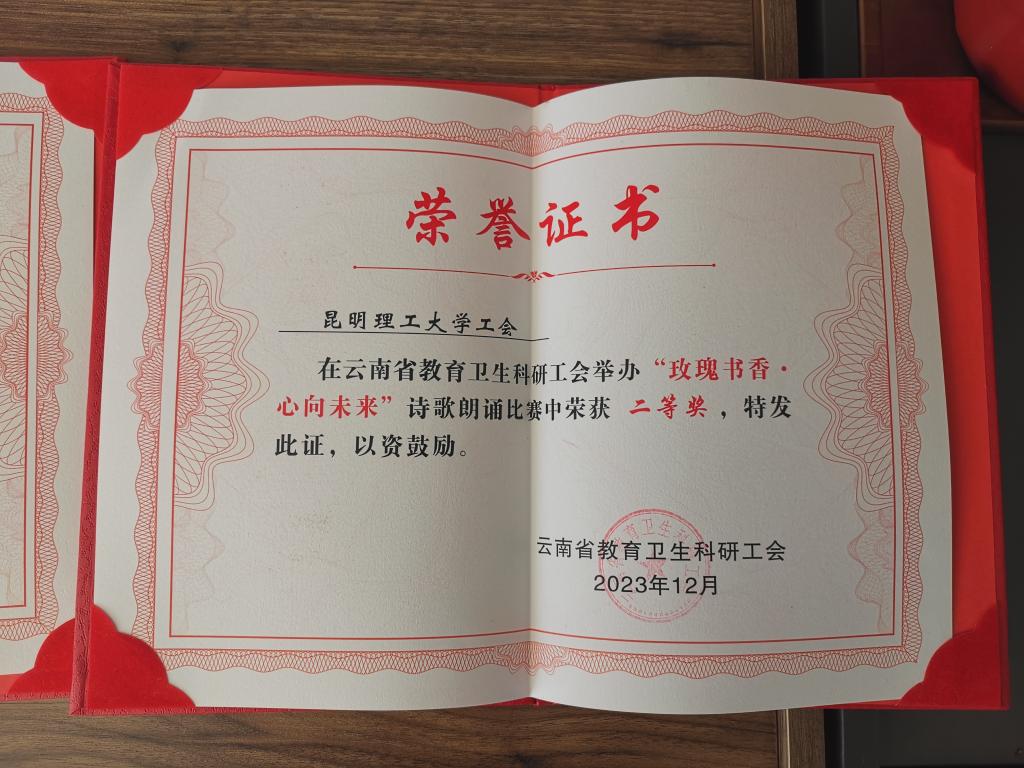 荣誉证书
昆明理工大学工会
在云南省教育卫生科研工会举办“玫瑰书香·
心向未来”诗歌朗诵比赛中荣获 二等奖，特发
此证，以资鼓励。
云南省教育卫生科研工会
2023年12月